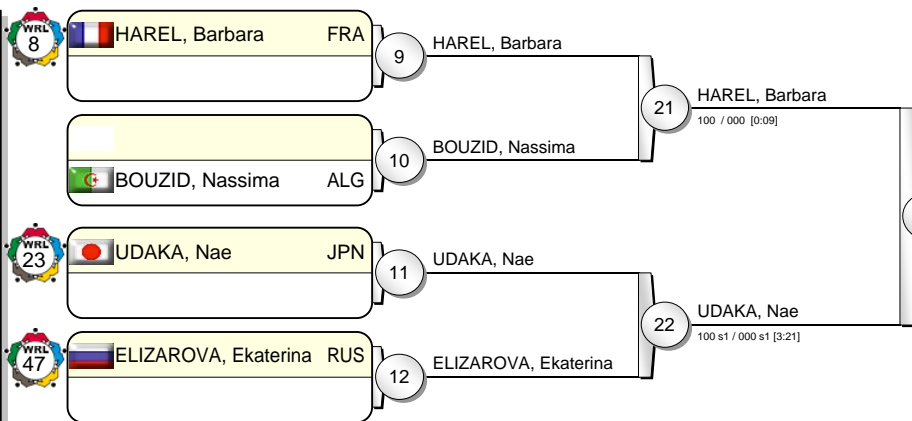 WRL
8
HAREL, Barbara FRA
9
HAREL, Barbara
21
HAREL, Barbara
100 / 000 [0:09]
BOUZID, Nassima ALG
10
BOUZID, Nassima
WRL
23
UDAKA, Nae JPN
11
UDAKA, Nae
22
UDAKA, Nae
100 s1 / 000 s1 [3:21]
WRL
47
ELIZAROVA, Ekaterina RUS
12
ELIZAROVA, Ekaterina